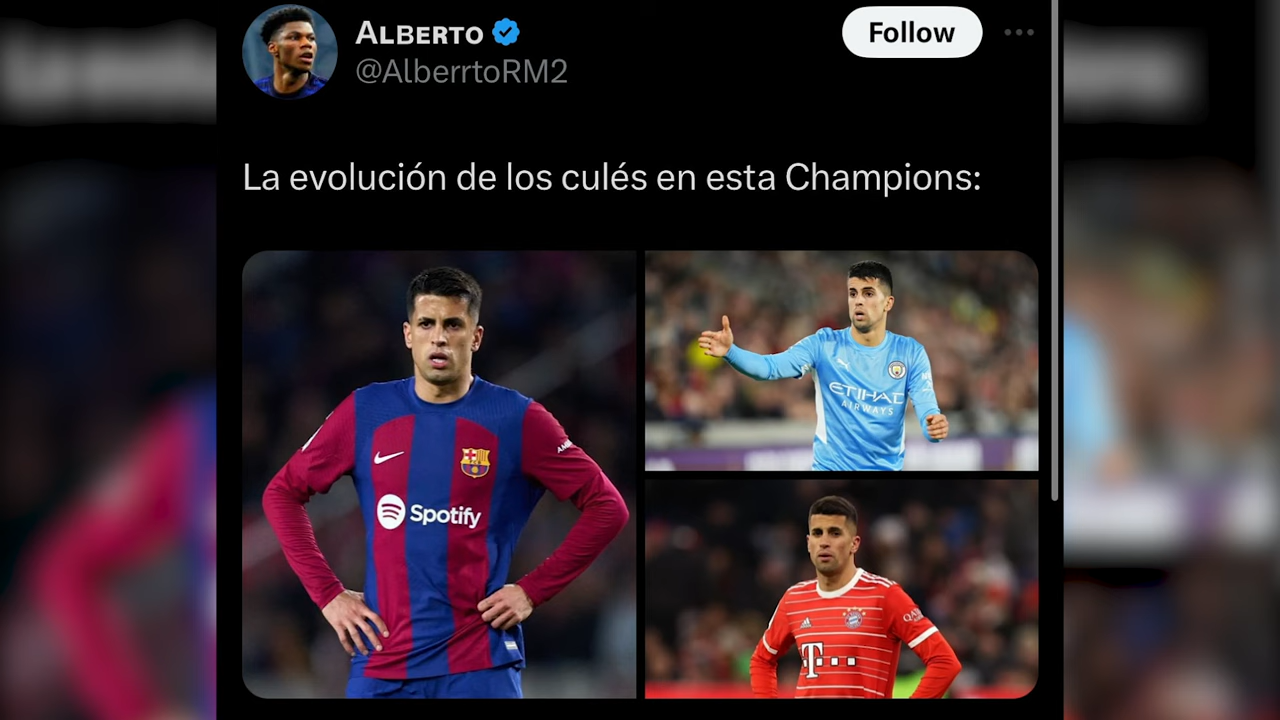 ALBERTO
@AlberrtoRM2
Follow
La evolución de los culés en esta Champions:
Spotify
ETIHAD
AIRWAYS
T